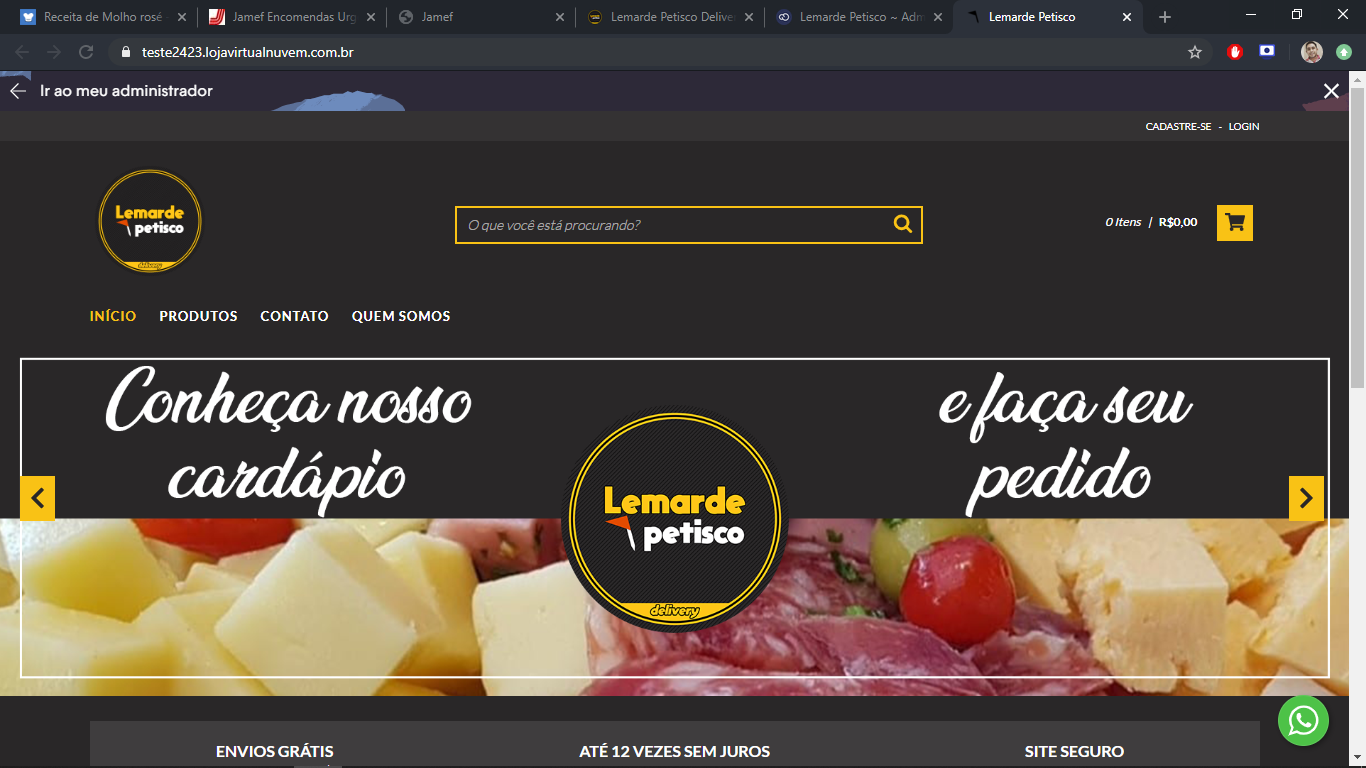 Receita de Molho rosé
Jamef Encomendas Urg
Jamef
Lemarde Petisco Delive
Lemarde Petisco ~ Adm
Lemarde Petisco
teste2423.lojavirtualnuvem.com.br
Ir ao meu administrador
CADASTRE-SE - LOGIN
Lemarde
petisco
delivery
O que você está procurando?
0 Itens / R$0,00
INÍCIO PRODUTOS CONTATO QUEM SOMOS
Conheça nosso
cardápio
e faça seu
pedido
Lemarde
petisco
delivery
ENVIOS GRÁTIS
ATÉ 12 VEZES SEM JUROS
SITE SEGURO